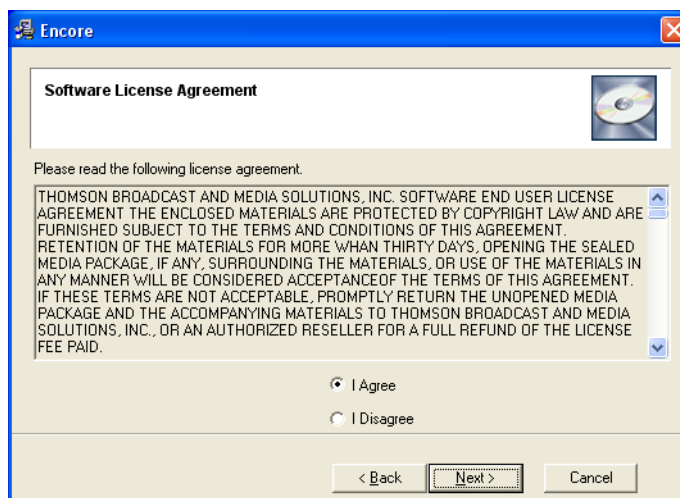 Encore
Software License Agreement
Please read the following license agreement.
THOMSON BROADCAST AND MEDIA SOLUTIONS, INC. SOFTWARE END USER LICENSE
AGREEMENT THE ENCLOSED MATERIALS ARE PROTECTED BY COPYRIGHT LAW AND ARE
FURNISHED SUBJECT TO THE TERMS AND CONDITIONS OF THIS AGREEMENT.
RETENTION OF THE MATERIALS FOR MORE WHAN THIRTY DAYS, OPENING THE SEALED
MEDIA PACKAGE, IF ANY, SURROUNDING THE MATERIALS, OR USE OF THE MATERIALS IN
ANY MANNER WILL BE CONSIDERED ACCEPTANCEOF THE TERMS OF THIS AGREEMENT.
IF THESE TERMS ARE NOT ACCEPTABLE, PROMPTLY RETURN THE UNOPENED MEDIA
PACKAGE AND THE ACCOMPANYING MATERIALS TO THOMSON BROADCAST AND MEDIA
SOLUTIONS, INC., OR AN AUTHORIZED RESELLER FOR A FULL REFUND OF THE LICENSE
FEE PAID.
I Agree
I Disagree
< Back
Next >
Cancel